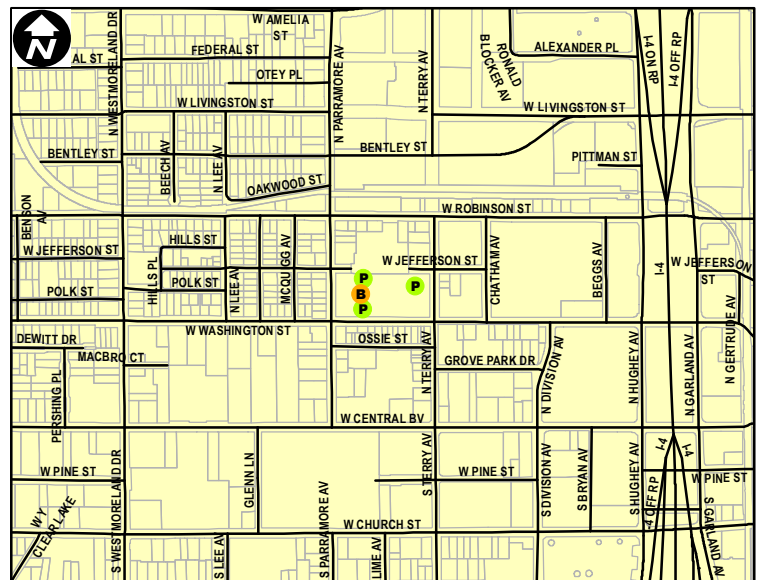 N
W AMELIA
ST
FEDERAL ST
AL ST
OTEY PL
N WESTMORELAND DR
N PARRAMORE AV
N TERRY AV
RONALD
BLOCKER AV
ALEXANDER PL
I-4 ON RP
I-4 OFF RP
W LIVINGSTON ST
W LIVINGSTON ST
BENTLEY ST
BEECH AV
N LEE AV
BENTLEY ST
PITTMAN ST
OAKWOOD ST
W ROBINSON ST
BENSON
AV
HILLS ST
W JEFFERSON ST
HILLS PL
POLK ST
POLK ST
N LEE AV
MCQUIGG AV
W JEFFERSON ST
CHATHAM AV
BEGGS AV
I-4
W JEFFERSON
ST
P
B
P
P
W WASHINGTON ST
DEWITT DR
MACBRO CT
PERSHING PL
OSSIE ST
N TERRY AV
GROVE PARK DR
N DIVISION AV
N HUGHEY AV
N GARLAND AV
N GERTRUDE AV
W CENTRAL BV
W PINE ST
S WESTMORELAND DR
GLENN LN
S PARRAMORE AV
S TERRY AV
W PINE ST
S DIVISION AV
S BRYAN AV
S HUGHEY AV
I-4
I-4
W PINE ST
-4 OFF RP
S GARLAND AV
W Y
CLEAR LAKE
W CHURCH ST
S LEE AV
LIME AV